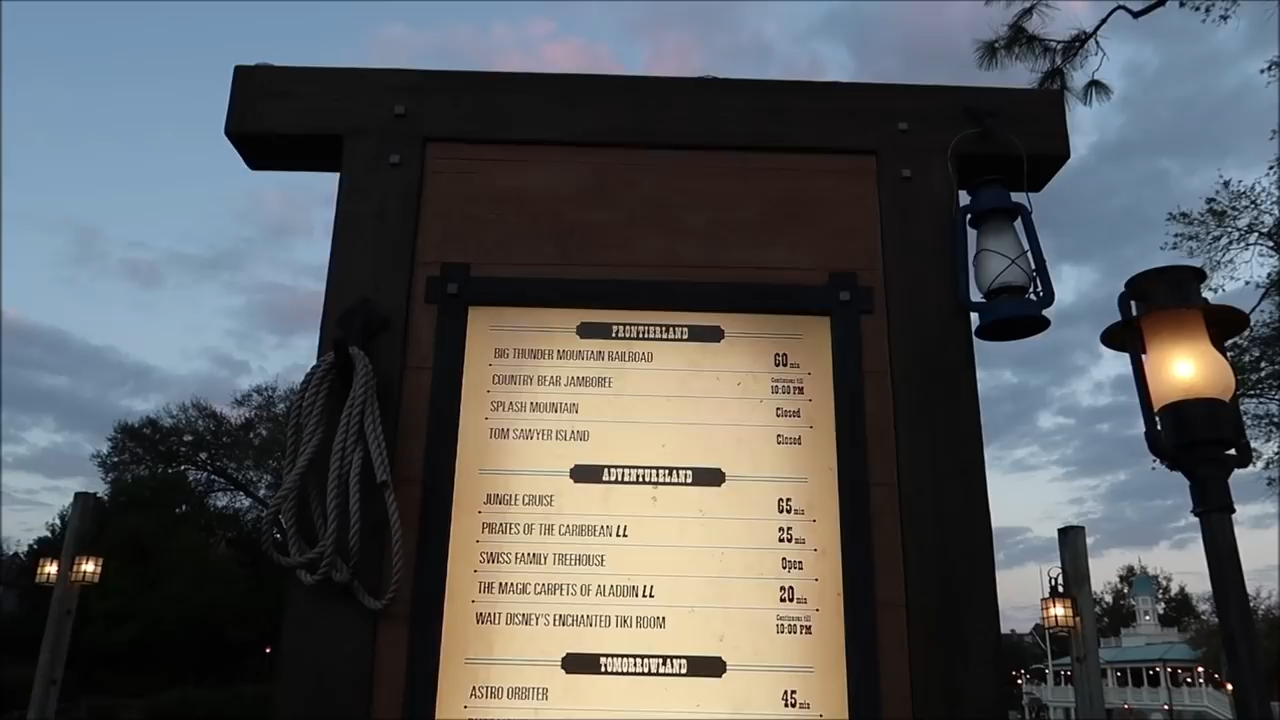 FRONTIERLAND
BIG THUNDER MOUNTAIN RAILROAD 60 min
COUNTRY BEAR JAMBOREE Continuous till 10:00 PM
SPLASH MOUNTAIN Closed
TOM SAWYER ISLAND Closed
ADVENTURELAND
JUNGLE CRUISE 65 min
PIRATES OF THE CARIBBEAN LL 25 min
SWISS FAMILY TREEHOUSE Open
THE MAGIC CARPETS OF ALADDIN LL 20 min
WALT DISNEY'S ENCHANTED TIKI ROOM Continuous till 10:00 PM
TOMORROWLAND
ASTRO ORBITER 45 min